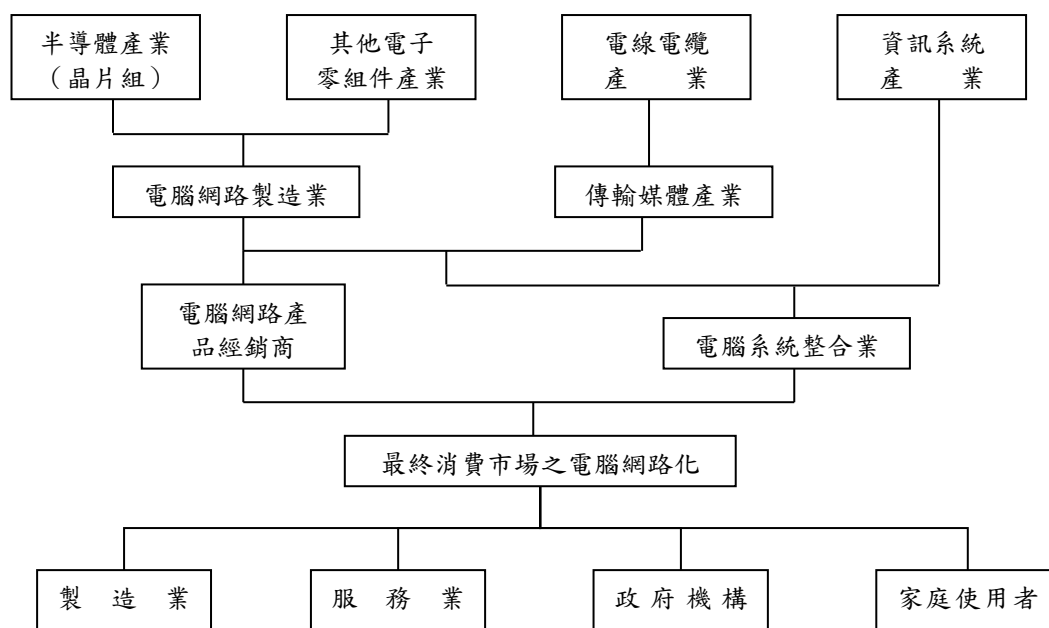 半導體產業
（晶片組）
其他電子
零組件產業
電線電纜
產業
資訊系統
產業
電腦網路製造業
傳輸媒體產業
電腦網路產
品經銷商
電腦系統整合業
最終消費市場之電腦網路化
製造業
服務業
政府機構
家庭使用者